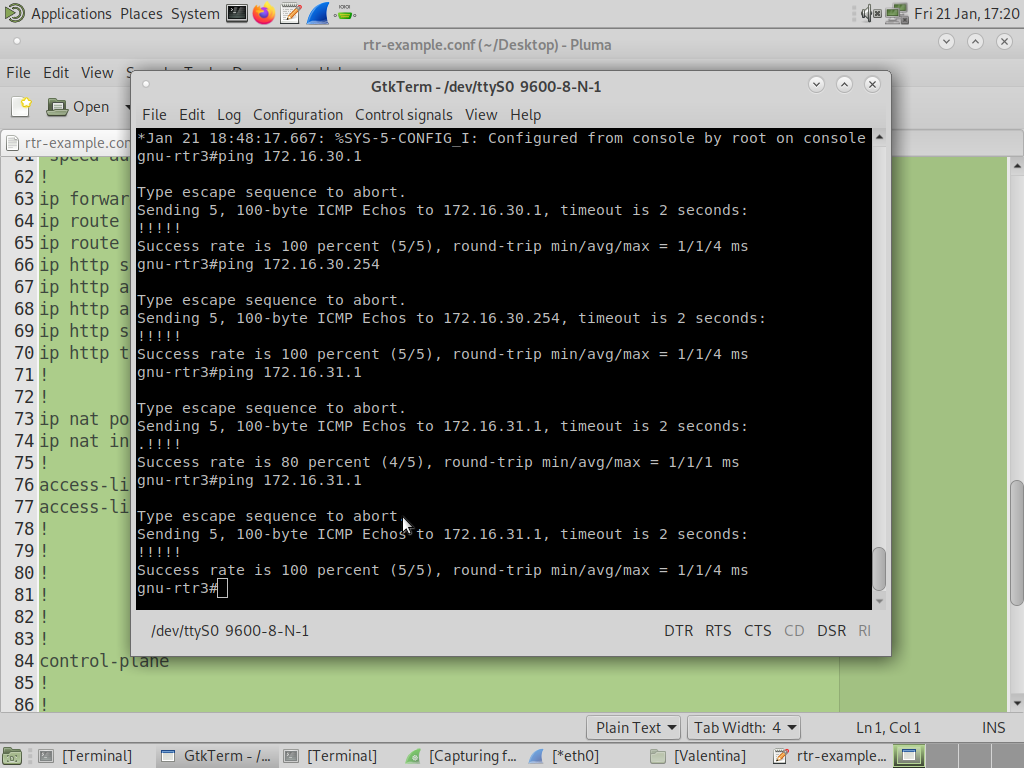 Applications Places System Fri 21 Jan, 17:20
rtr-example.conf (~/Desktop) - Pluma
File Edit View
Open
rtr-example.con
GtkTerm - /dev/ttyS0 9600-8-N-1
File Edit Log Configuration Control signals View Help
*Jan 21 18:48:17.667: %SYS-5-CONFIG_I: Configured from console by root on console
gnu-rtr3#ping 172.16.30.1
Type escape sequence to abort.
Sending 5, 100-byte ICMP Echos to 172.16.30.1, timeout is 2 seconds:
!!!!!
Success rate is 100 percent (5/5), round-trip min/avg/max = 1/1/4 ms
gnu-rtr3#ping 172.16.30.254
Type escape sequence to abort.
Sending 5, 100-byte ICMP Echos to 172.16.30.254, timeout is 2 seconds:
!!!!!
Success rate is 100 percent (5/5), round-trip min/avg/max = 1/1/4 ms
gnu-rtr3#ping 172.16.31.1
Type escape sequence to abort.
Sending 5, 100-byte ICMP Echos to 172.16.31.1, timeout is 2 seconds:
.!!!!
Success rate is 80 percent (4/5), round-trip min/avg/max = 1/1/1 ms
gnu-rtr3#ping 172.16.31.1
Type escape sequence to abort.
Sending 5, 100-byte ICMP Echos to 172.16.31.1, timeout is 2 seconds:
!!!!!
Success rate is 100 percent (5/5), round-trip min/avg/max = 1/1/4 ms
gnu-rtr3#
/dev/ttyS0 9600-8-N-1 DTR RTS CTS CD DSR RI
62 !
63 ip forwar
64 ip route
65 ip route
66 ip http s
67 ip http a
68 ip http a
69 ip http s
70 ip http t
71 !
72 !
73 ip nat po
74 ip nat in
75 !
76 access-li
77 access-li
78 !
79 !
80 !
81 !
82 !
83 !
84 control-plane
85 !
86 !
Plain Text Tab Width: 4 Ln 1, Col 1 INS
[Terminal] GtkTerm - /... [Terminal] [Capturing f... [*eth0] [Valentina] rtr-example...